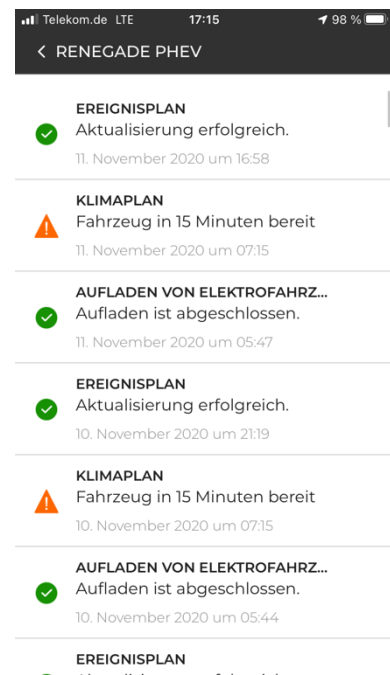 Telekom.de LTE 17:15 98 %
RENEGADE PHEV
EREIGNISPLAN
Aktualisierung erfolgreich.
11. November 2020 um 16:58
KLIMAPLAN
Fahrzeug in 15 Minuten bereit
11. November 2020 um 07:15
AUFLADEN VON ELEKTROFAHRZ...
Aufladen ist abgeschlossen.
11. November 2020 um 05:47
EREIGNISPLAN
Aktualisierung erfolgreich.
10. November 2020 um 21:19
KLIMAPLAN
Fahrzeug in 15 Minuten bereit
10. November 2020 um 07:15
AUFLADEN VON ELEKTROFAHRZ...
Aufladen ist abgeschlossen.
10. November 2020 um 05:44
EREIGNISPLAN